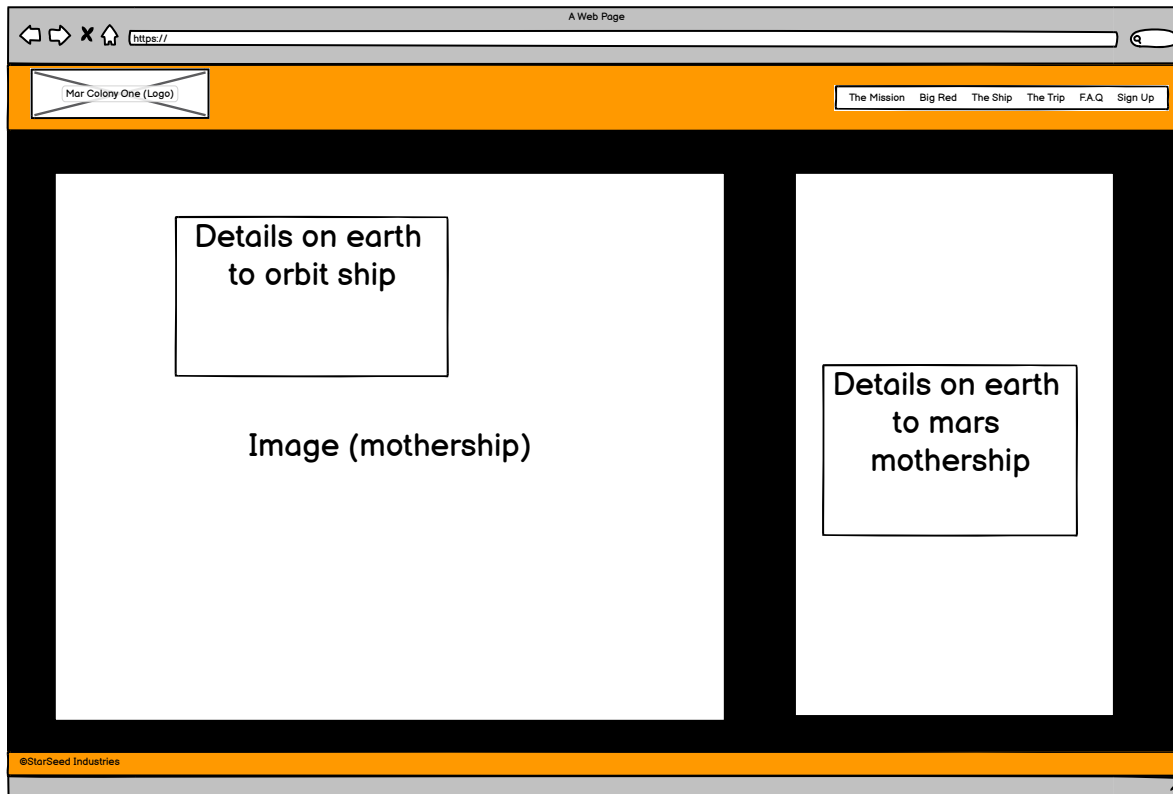 A Web Page
https://
Mar Colony One (Logo)
The Mission Big Red The Ship The Trip F.A.Q Sign Up
Details on earth
to orbit ship
Image (mothership)
Details on earth
to mars
mothership
©StarSeed Industries